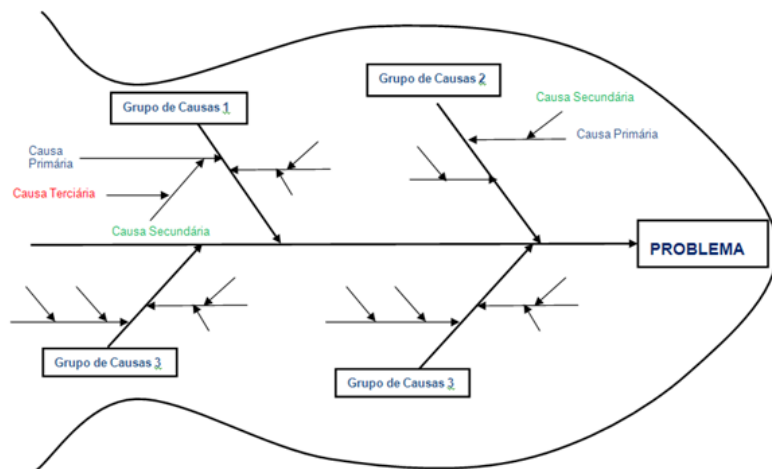 Grupo de Causas 1
Grupo de Causas 2
Causa Secundária
Causa Primária
Causa
Primária
Causa Terciária
Causa Secundária
PROBLEMA
Grupo de Causas 3
Grupo de Causas 3